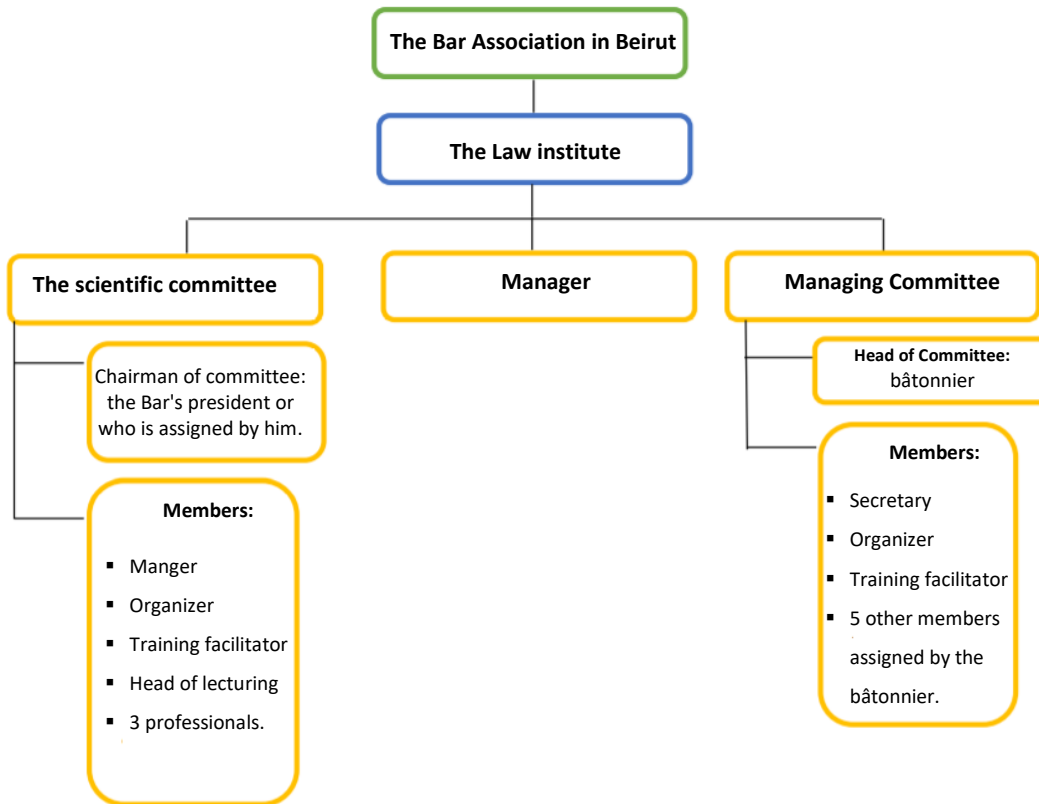 The Bar Association in Beirut
The Law institute
The scientific committee
Manager
Managing Committee
Chairman of committee:
the Bar's president or
who is assigned by him.
Members:
▪ Manger
▪ Organizer
▪ Training facilitator
▪ Head of lecturing
▪ 3 professionals.
Head of Committee:
bâtonnier
Members:
▪ Secretary
▪ Organizer
▪ Training facilitator
▪ 5 other members
assigned by the
bâtonnier.